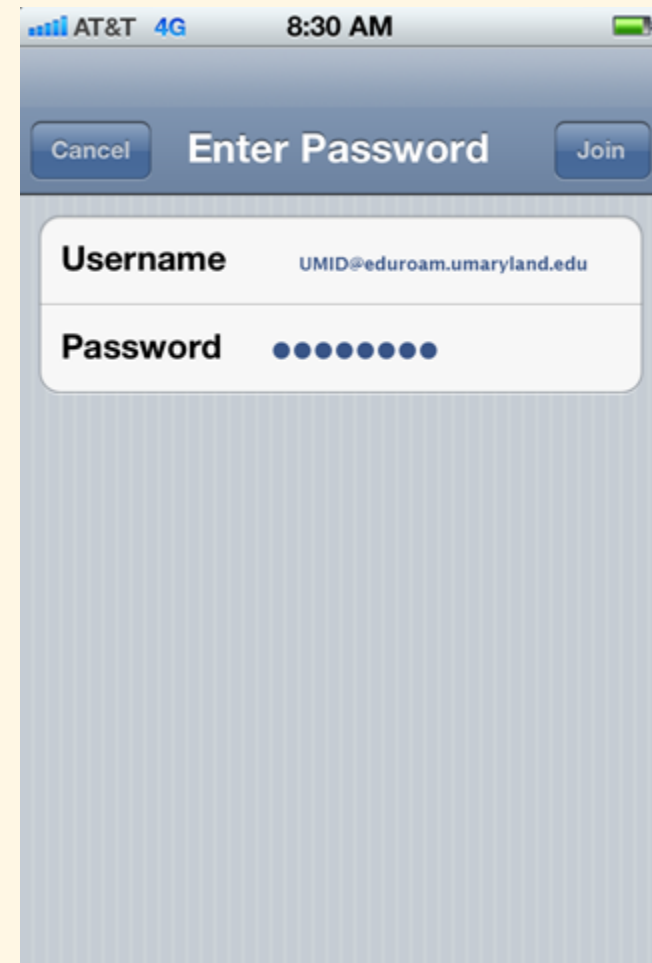 AT&T 4G 8:30 AM
Cancel Enter Password Join
Username UMID@eduroam.umaryland.edu
Password ●●●●●●●●